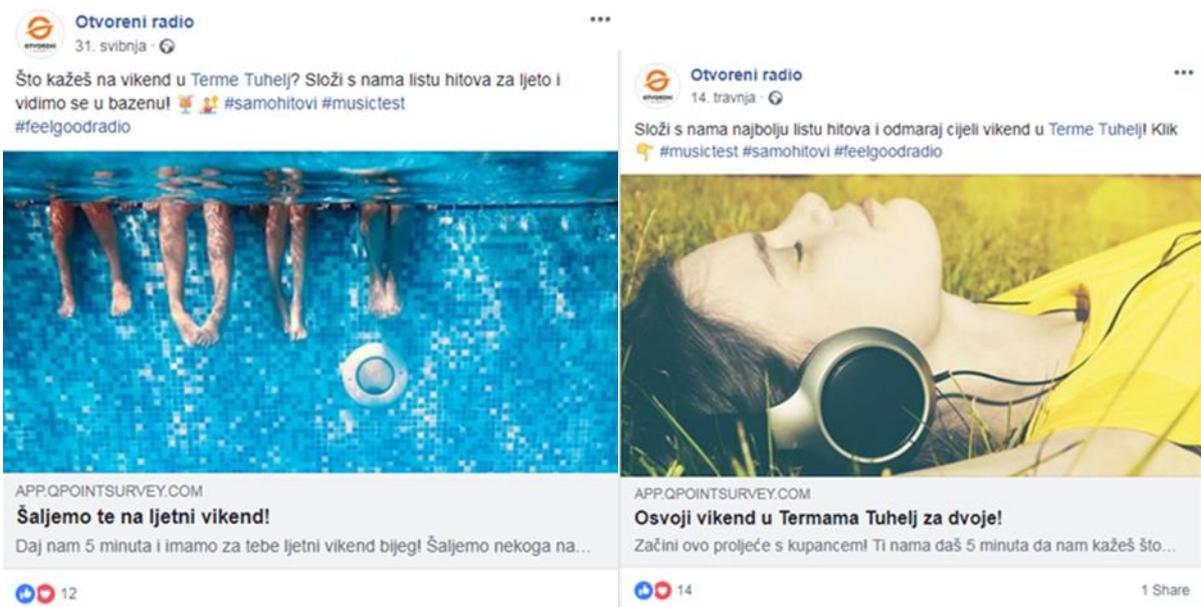 Otvoreni radio
31. svibnja
Što kažeš na vikend u Terme Tuhelj? Složi s nama listu hitova za ljeto i
vidimo se u bazenu! 🍹 💁 #samohitovi #musictest
#feelgoodradio
APP.QPOINTSURVEY.COM
Šaljemo te na ljetni vikend!
Daj nam 5 minuta i imamo za tebe ljetni vikend bijeg! Šaljemo nekoga na...
12
Otvoreni radio
14. travnja
Složi s nama najbolju listu hitova i odmaraj cijeli vikend u Terme Tuhelj! Klik
👇 #musictest #samohitovi #feelgoodradio
APP.QPOINTSURVEY.COM
Osvoji vikend u Termama Tuhelj za dvoje!
Začini ovo proljeće s kupancem! Ti nama daš 5 minuta da nam kažeš što...
14 1 Share